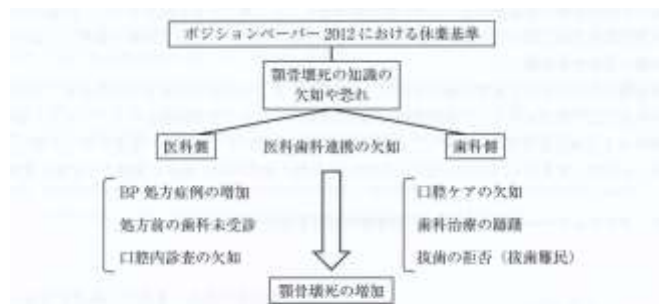 ポジションペーパー2012における休薬基準
顎骨壊死の知識の
欠如や恐れ
医科側 医科歯科連携の欠如 歯科側
BP処方症例の増加 口腔ケアの欠如
処方前の歯科未受診 歯科治療の躊躇
口腔内診査の欠如 抜歯の拒否（抜歯難民）
顎骨壊死の増加